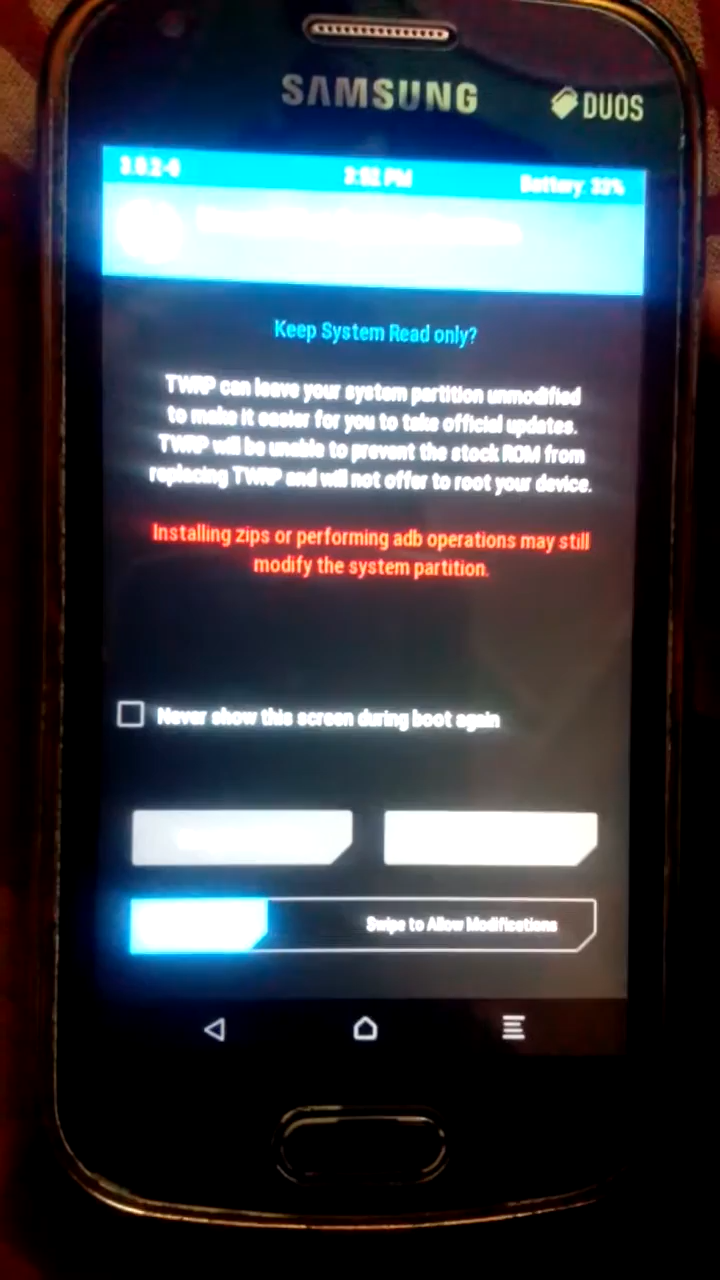 SAMSUNG
DUOS
3.0.2-0
Keep System Read only?
TWRP can leave your system partition unmodified
to make it easier for you to take official updates.
TWRP will be unable to prevent the stock ROM from
replacing TWRP and will not offer to root your device.
Installing zips or performing adb operations may still
modify the system partition.
Never show this screen during boot again
Swipe to Allow Modifications